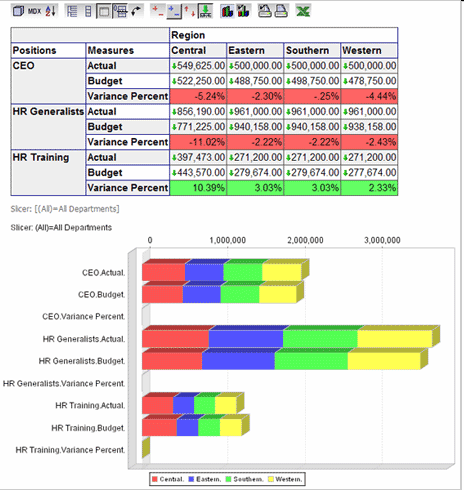 MDX
Region
Positions Measures Central Eastern Southern Western
CEO Actual 549,625.00 500,000.00 500,000.00 500,000.00
Budget 522,250.00 488,750.00 498,750.00 478,750.00
Variance Percent -5.24% -2.30% -.25% -4.44%
HR Generalists Actual 856,190.00 961,000.00 961,000.00 961,000.00
Budget 771,225.00 940,158.00 940,158.00 938,158.00
Variance Percent -11.02% -2.22% -2.22% -2.43%
HR Training Actual 397,473.00 271,200.00 271,200.00 271,200.00
Budget 443,570.00 279,674.00 279,674.00 277,674.00
Variance Percent 10.39% 3.03% 3.03% 2.33%
Slicer: [(All)=All Departments]
Slicer: (All)=All Departments
0 1,000,000 2,000,000 3,000,000
CEO.Actual.
CEO.Budget.
CEO.Variance Percent.
HR Generalists.Actual.
HR Generalists.Budget.
HR Generalists.Variance Percent.
HR Training.Actual.
HR Training.Budget.
HR Training.Variance Percent.
Central. Eastern. Southern. Western.